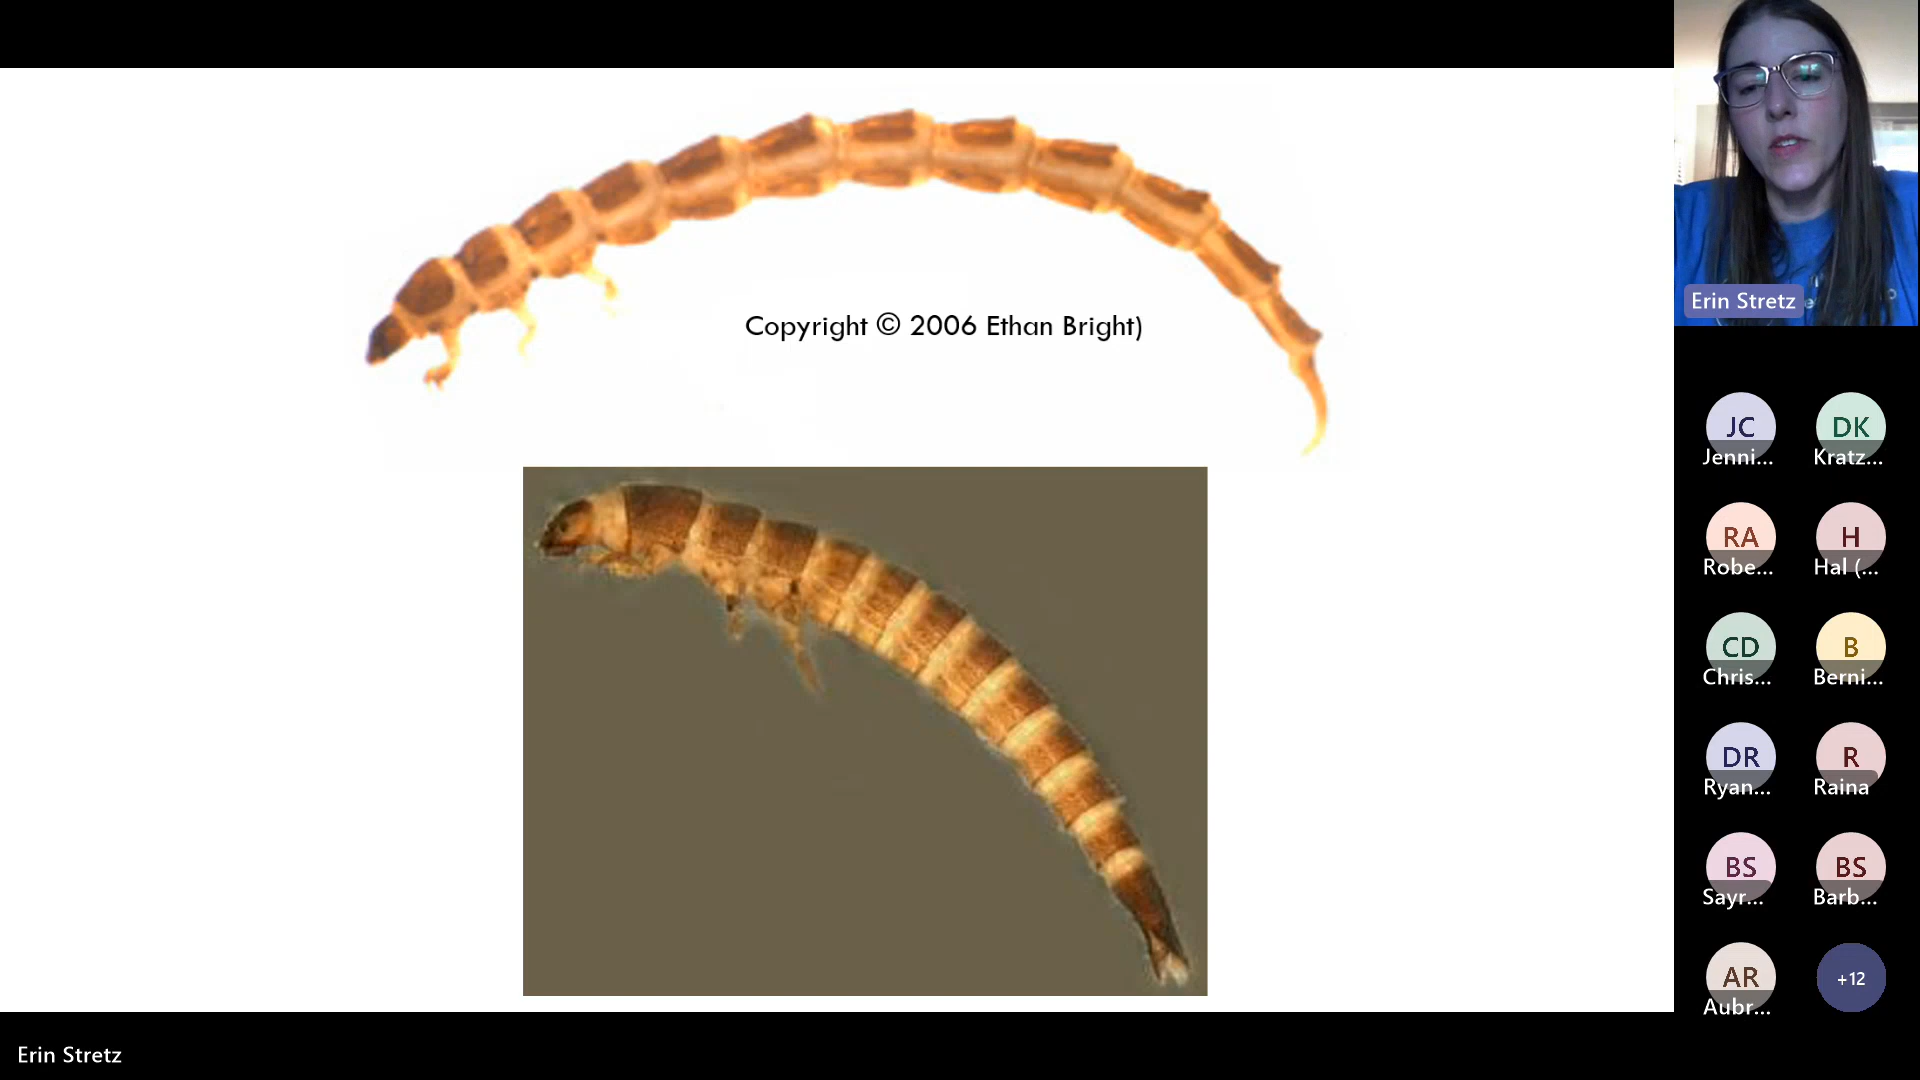 Copyright © 2006 Ethan Bright)
Erin Stretz
JC
Jenni...
DK
Kratz...
RA
Robe...
H
Hal (...
CD
Chris...
B
Berni...
DR
Ryan...
R
Raina
BS
Sayr...
BS
Barb...
AR
Aubr...
+12
Erin Stretz